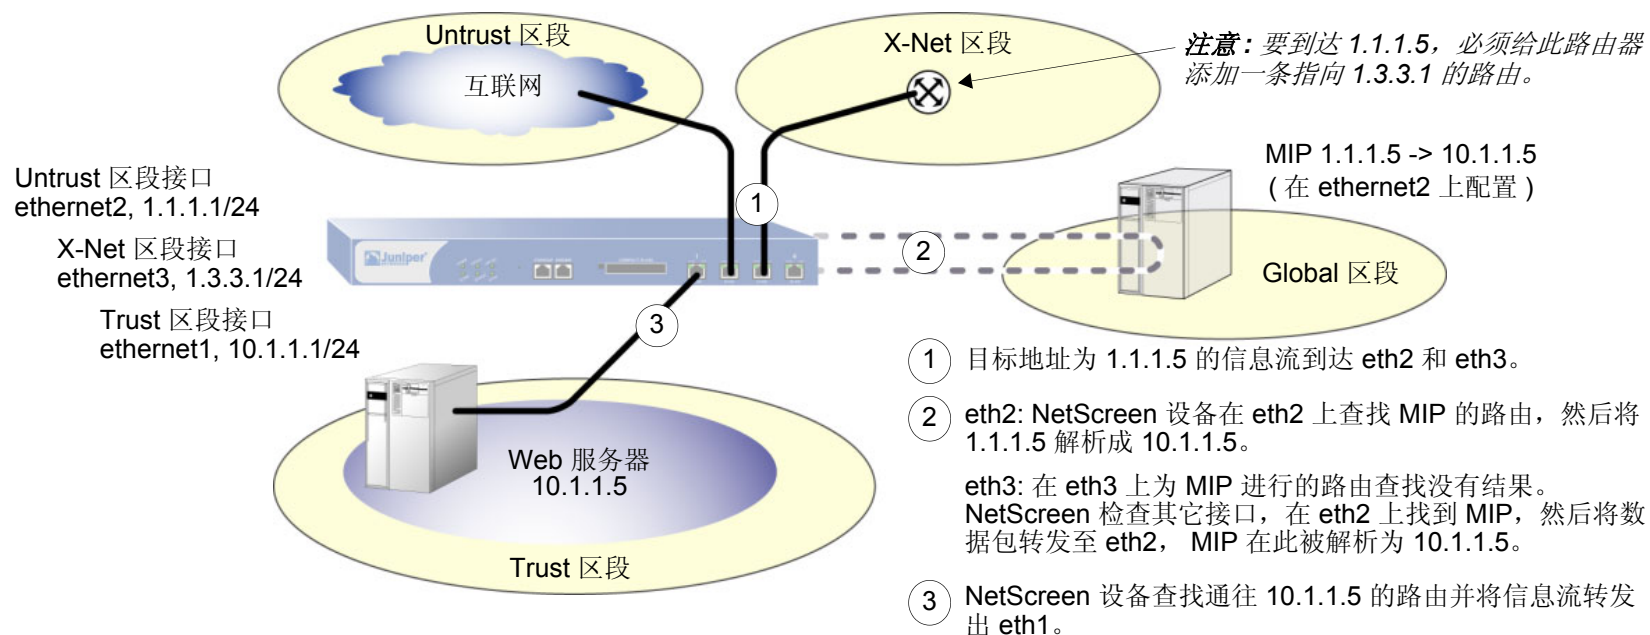 Untrust 区段
互联网
X-Net 区段
注意 : 要到达 1.1.1.5，必须给此路由器
添加一条指向 1.3.3.1 的路由。
MIP 1.1.1.5 -> 10.1.1.5
( 在 ethernet2 上配置 )
Untrust 区段接口
ethernet2, 1.1.1.1/24
X-Net 区段接口
ethernet3, 1.3.3.1/24
Trust 区段接口
ethernet1, 10.1.1.1/24
Juniper
1
2
3
Global 区段
Web 服务器
10.1.1.5
Trust 区段
1 目标地址为 1.1.1.5 的信息流到达 eth2 和 eth3。
2 eth2: NetScreen 设备在 eth2 上查找 MIP 的路由，然后将
1.1.1.5 解析成 10.1.1.5。
eth3: 在 eth3 上为 MIP 进行的路由查找没有结果。
NetScreen 检查其它接口，在 eth2 上找到 MIP，然后将数
据包转发至 eth2， MIP 在此被解析为 10.1.1.5。
3 NetScreen 设备查找通往 10.1.1.5 的路由并将信息流转发
出 eth1。